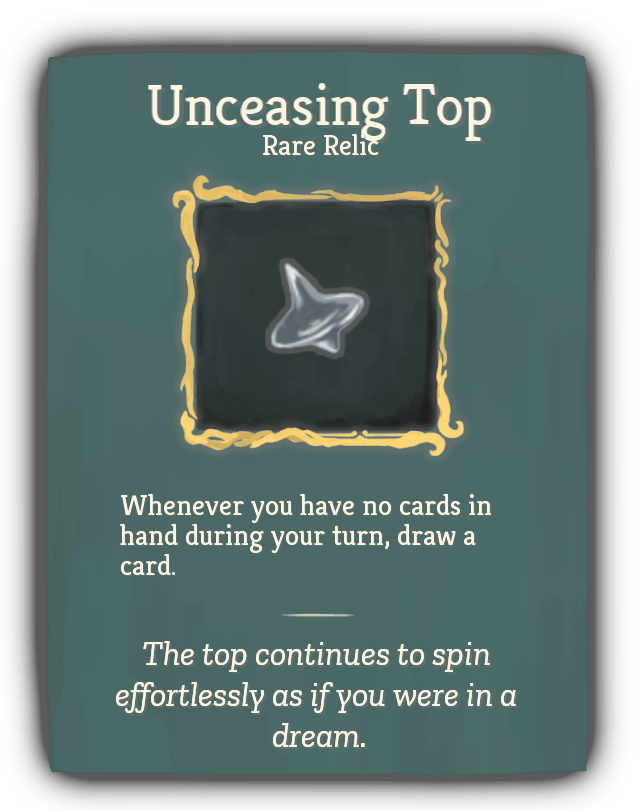 Unceasing Top
Rare Relic
Whenever you have no cards in
hand during your turn, draw a
card.
The top continues to spin
effortlessly as if you were in a
dream.